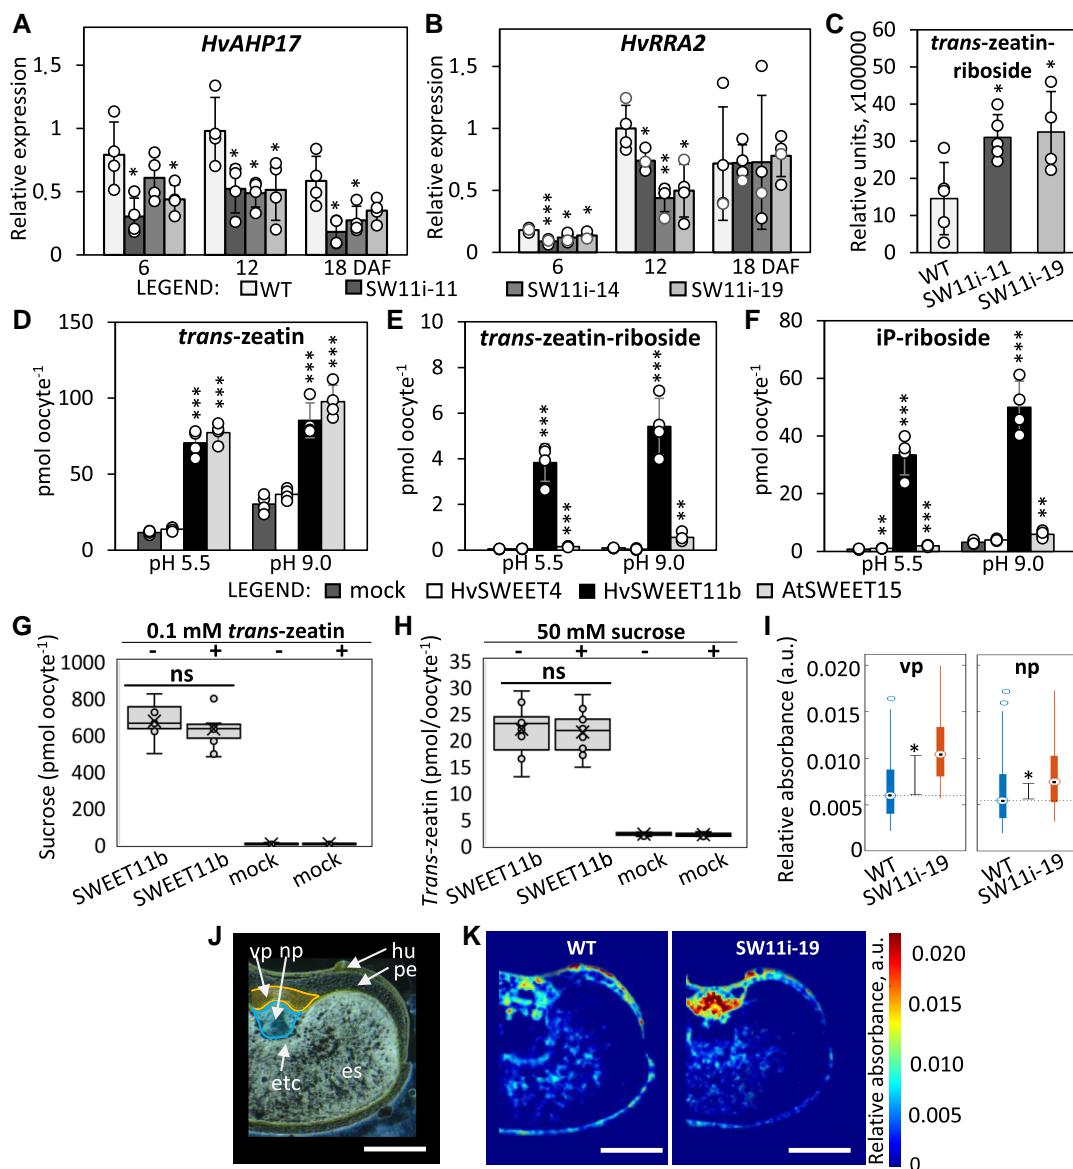 A
HvAHP17
Relative expression
1.5
1
0.5
0
* * * * * * * *
6 12 18 DAF
B
HvRRA2
Relative expression
1.5
1
0.5
0
*** * * * ** *
6 12 18 DAF
LEGEND: WT SW11i-11 SW11i-14 SW11i-19
C
trans-zeatin-
riboside
Relative units, x100000
60
50
40
30
20
10
0
* *
WT SW11i-11 SW11i-19
D
trans-zeatin
pmol oocyte-1
150
100
50
0
*** *** *** ***
pH 5.5 pH 9.0
E
trans-zeatin-riboside
pmol oocyte-1
10
8
6
4
2
0
*** *** *** **
pH 5.5 pH 9.0
F
iP-riboside
pmol oocyte-1
80
60
40
20
0
** *** *** *** **
pH 5.5 pH 9.0
LEGEND: mock HvSWEET4 HvSWEET11b AtSWEET15
G
0.1 mM trans-zeatin
- + - +
ns
Sucrose (pmol oocyte-1)
1000
800
600
400
200
0
SWEET11b SWEET11b mock mock
H
50 mM sucrose
- + - +
ns
Trans-zeatin (pmol/oocyte-1)
35
30
25
20
15
10
5
0
SWEET11b SWEET11b mock mock
I
vp np
Relative absorbance (a.u.)
0.020
0.015
0.010
0.005
0
* *
WT SW11i-19 WT SW11i-19
J
vp np hu
pe
etc es
K
WT SW11i-19
Relative absorbance, a.u.
0.020
0.015
0.010
0.005
0